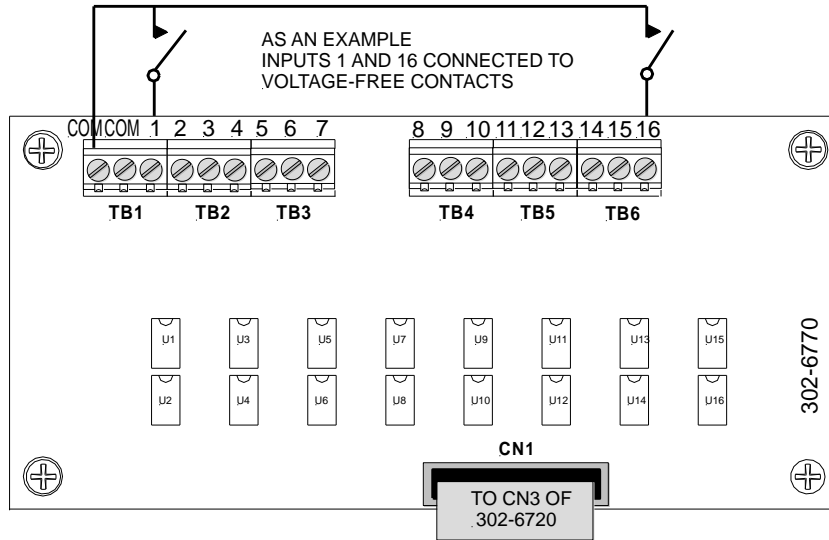 AS AN EXAMPLE
INPUTS 1 AND 16 CONNECTED TO
VOLTAGE-FREE CONTACTS
COM COM 1 2 3 4 5 6 7 8 9 10 11 12 13 14 15 16
TB1 TB2 TB3 TB4 TB5 TB6
U1 U3 U5 U7 U9 U11 U13 U15
302-6770
U2 U4 U6 U8 U10 U12 U14 U16
CN1
TO CN3 OF
302-6720